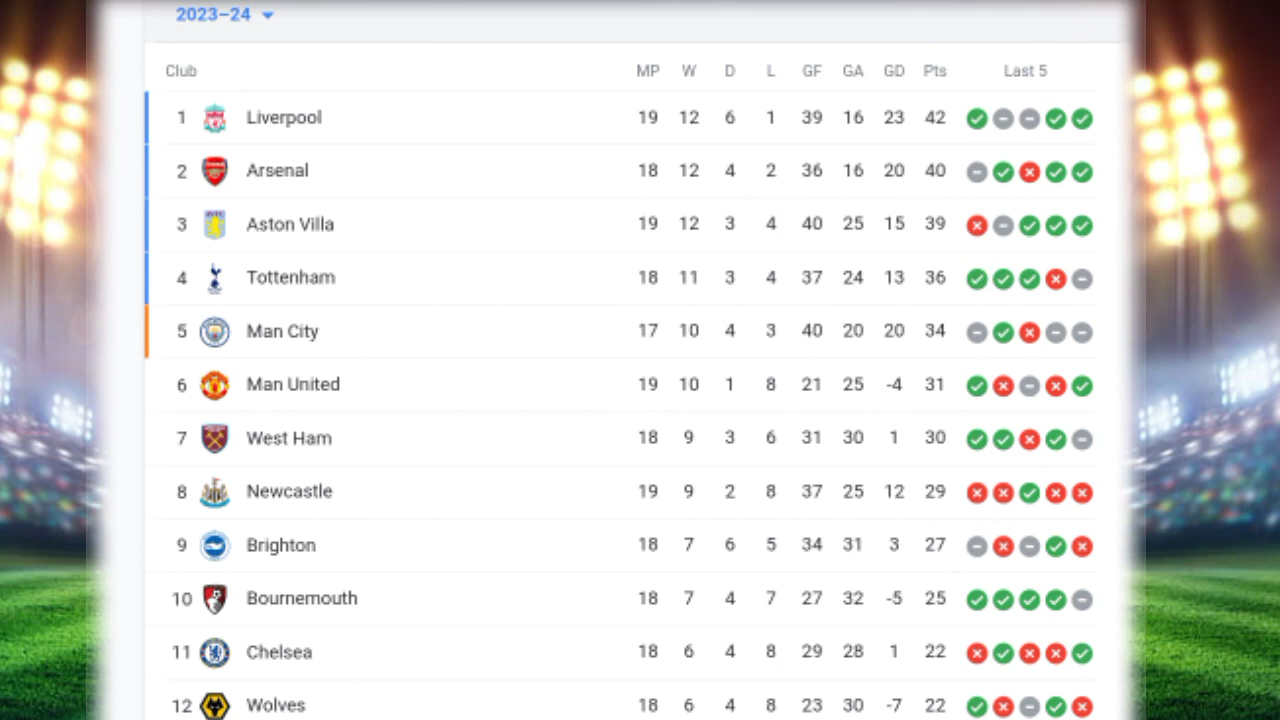 2023–24
Club MP W D L GF GA GD Pts Last 5
1 Liverpool 19 12 6 1 39 16 23 42
2 Arsenal 18 12 4 2 36 16 20 40
3 Aston Villa 19 12 3 4 40 25 15 39
4 Tottenham 18 11 3 4 37 24 13 36
5 Man City 17 10 4 3 40 20 20 34
6 Man United 19 10 1 8 21 25 -4 31
7 West Ham 18 9 3 6 31 30 1 30
8 Newcastle 19 9 2 8 37 25 12 29
9 Brighton 18 7 6 5 34 31 3 27
10 Bournemouth 18 7 4 7 27 32 -5 25
11 Chelsea 18 6 4 8 29 28 1 22
12 Wolves 18 6 4 8 23 30 -7 22